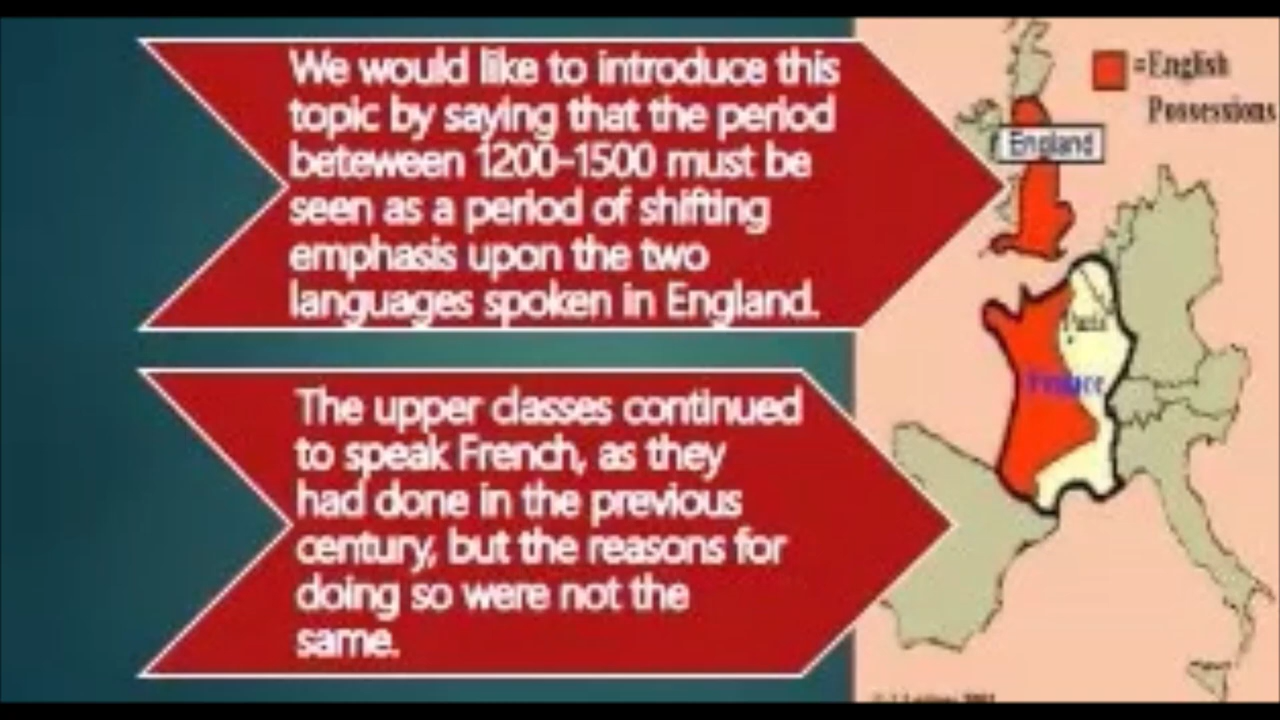 We would like to introduce this
topic by saying that the period
beteween 1200-1500 must be
seen as a period of shifting
emphasis upon the two
languages spoken in England.
The upper classes continued
to speak French, as they
had done in the previous
century, but the reasons for
doing so were not the
same.
=English
Possessions
England
Paris
France